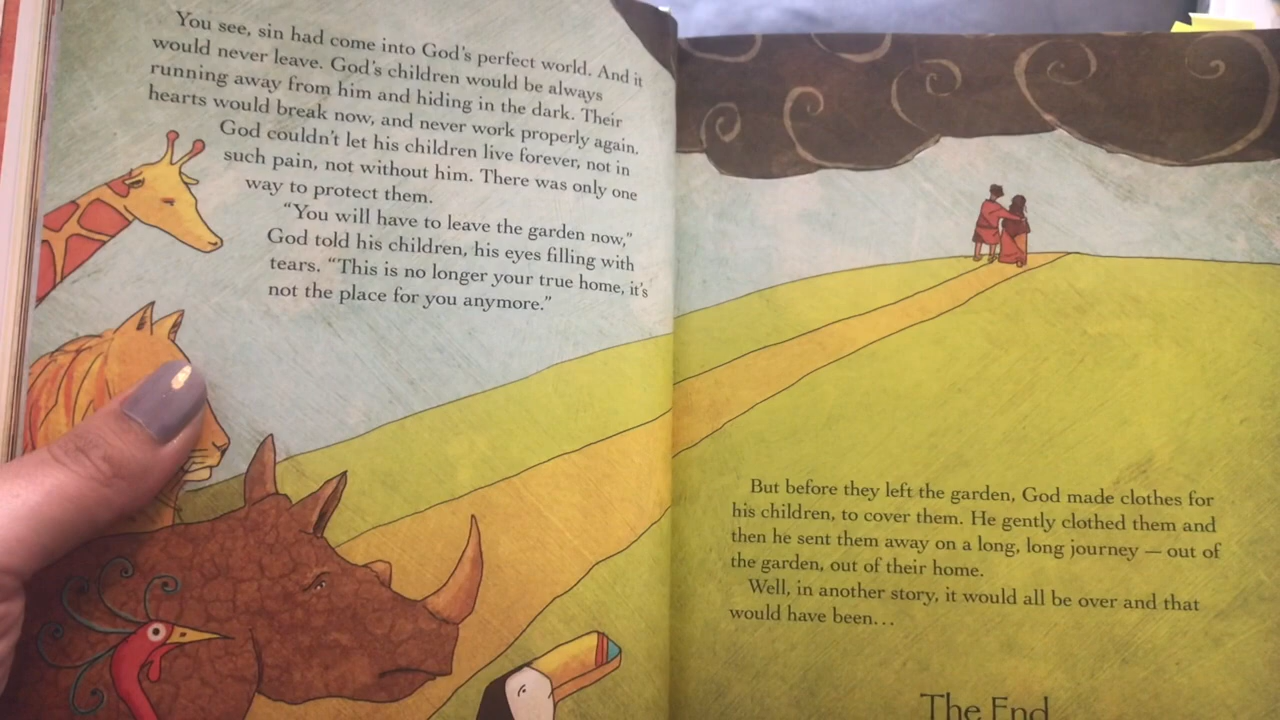 You see, sin had come into God's perfect world. And it
would never leave. God's children would be always
running away from him and hiding in the dark. Their
hearts would break now, and never work properly again.
God couldn't let his children live forever, not in
such pain, not without him. There was only one
way to protect them.
"You will have to leave the garden now,"
God told his children, his eyes filling with
tears. "This is no longer your true home, it's
not the place for you anymore."
But before they left the garden, God made clothes for
his children, to cover them. He gently clothed them and
then he sent them away on a long, long journey — out of
the garden, out of their home.
Well, in another story, it would all be over and that
would have been...
The End